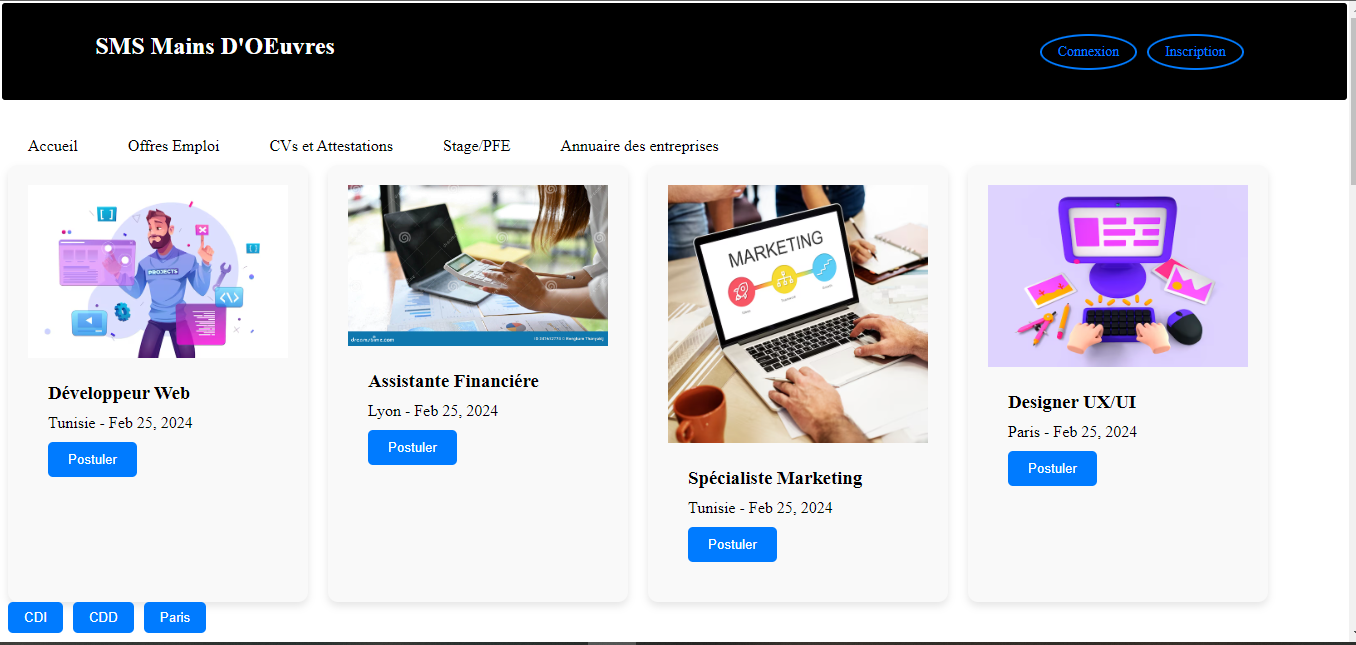 SMS Mains D'OEuvres
Connexion
Inscription
Accueil
Offres Emploi
CVs et Attestations
Stage/PFE
Annuaire des entreprises
PROJECTS
Développeur Web
Tunisie - Feb 25, 2024
Postuler
dreamstime.com
Assistante Financiére
Lyon - Feb 25, 2024
Postuler
MARKETING
Spécialiste Marketing
Tunisie - Feb 25, 2024
Postuler
Designer UX/UI
Paris - Feb 25, 2024
Postuler
CDI
CDD
Paris